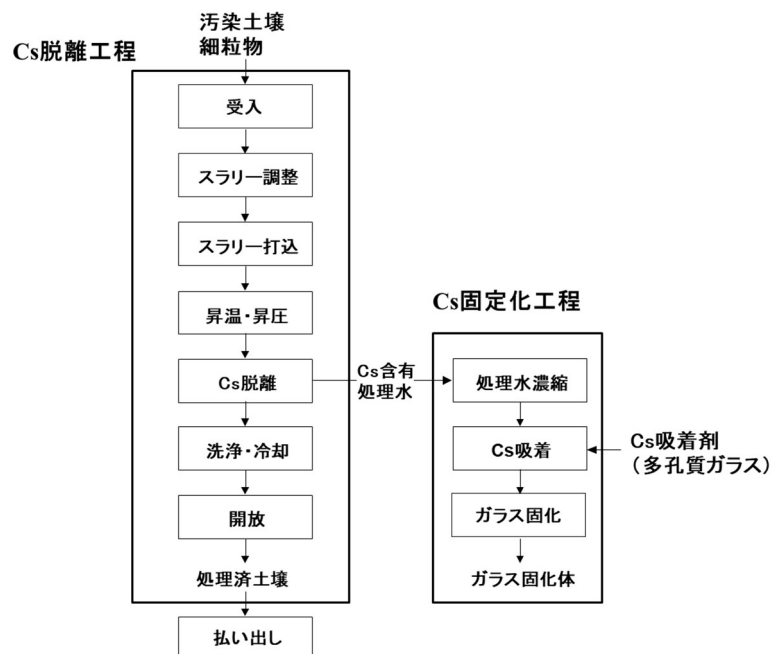 汚染土壌
細粒物
Cs脱離工程
受入
スラリー調整
スラリー打込
昇温・昇圧
Cs脱離
洗浄・冷却
開放
処理済土壌
払い出し
Cs含有
処理水
Cs固定化工程
処理水濃縮
Cs吸着
Cs吸着剤
（多孔質ガラス）
ガラス固化
ガラス固化体